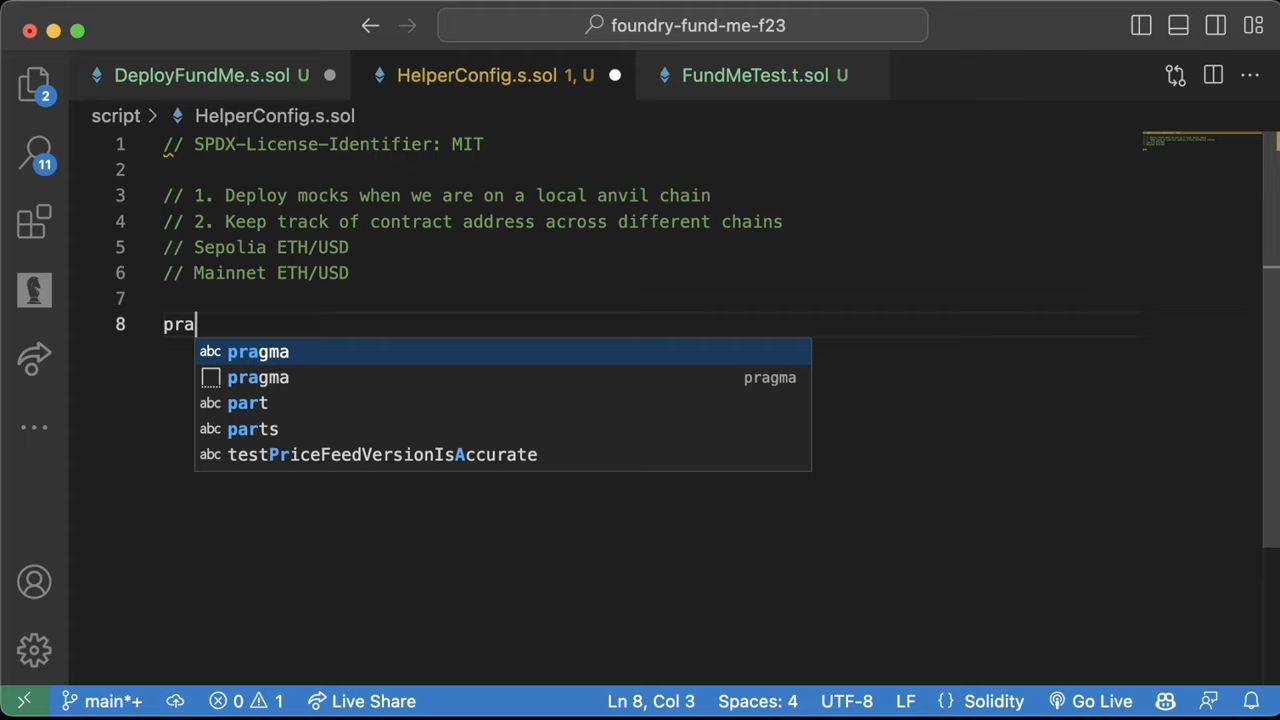 foundry-fund-me-f23
DeployFundMe.s.sol U
HelperConfig.s.sol 1, U
FundMeTest.t.sol U
2
script > HelperConfig.s.sol
1 // SPDX-License-Identifier: MIT
2
11
3 // 1. Deploy mocks when we are on a local anvil chain
4 // 2. Keep track of contract address across different chains
5 // Sepolia ETH/USD
6 // Mainnet ETH/USD
7
8 pra
abc pragma
pragma pragma
abc part
abc parts
abc testPriceFeedVersionIsAccurate
main*+ 0 1 Live Share Ln 8, Col 3 Spaces: 4 UTF-8 LF {} Solidity Go Live